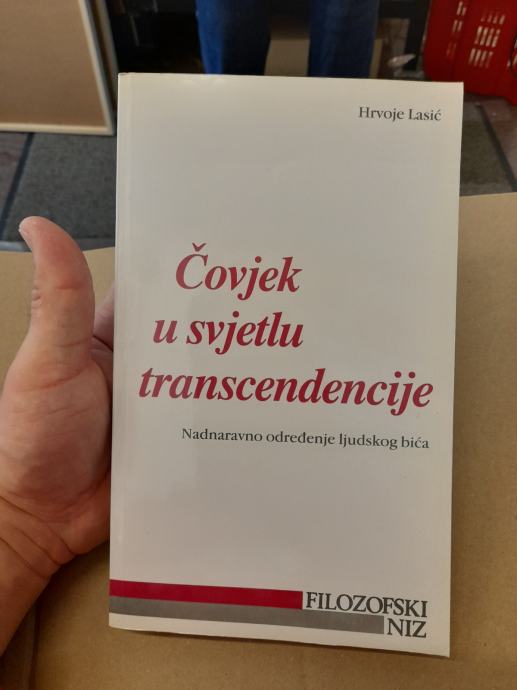 Hrvoje Lasić
Čovjek
u svjetlu
transcendencije
Nadnaravno određenje ljudskog bića
FILOZOFSKI
NIZ